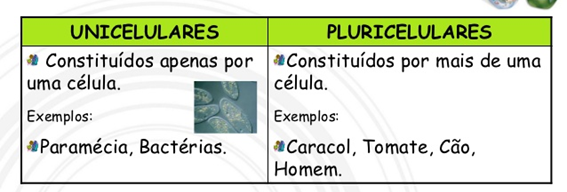 UNICELULARES
Constituídos apenas por
uma célula.
Exemplos:
Paramécia, Bactérias.
PLURICELULARES
Constituídos por mais de uma
célula.
Exemplos:
Caracol, Tomate, Cão,
Homem.